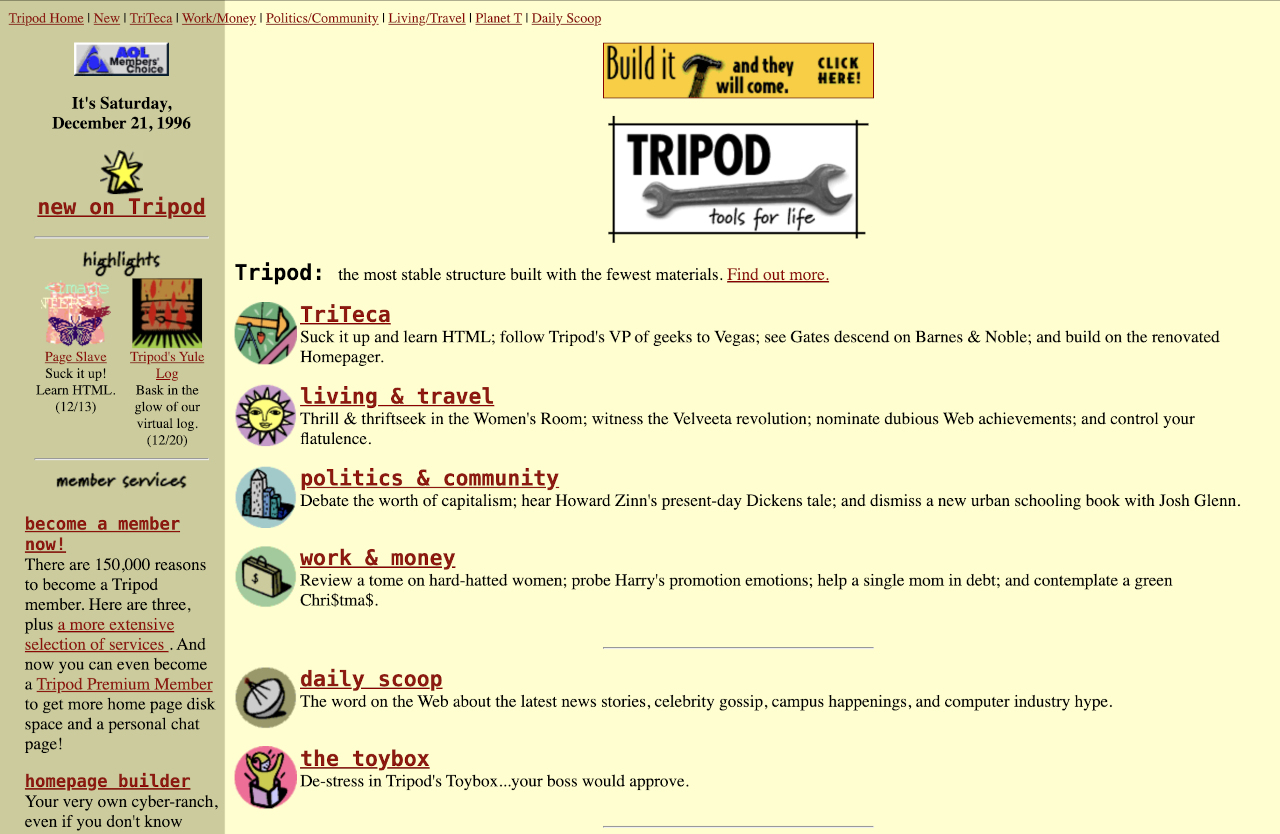 Tripod Home | New | TriTeca | Work/Money | Politics/Community | Living/Travel | Planet T | Daily Scoop
AOL
Members'
Choice
It's Saturday,
December 21, 1996
new on Tripod
highlights
Page Slave
Suck it up!
Learn HTML.
(12/13)
Tripod's Yule
Log
Bask in the
glow of our
virtual log.
(12/20)
member services
become a member
now!
There are 150,000 reasons
to become a Tripod
member. Here are three,
plus a more extensive
selection of services . And
now you can even become
a Tripod Premium Member
to get more home page disk
space and a personal chat
page!
homepage builder
Your very own cyber-ranch,
even if you don't know
Build it and they will come. CLICK HERE!
TRIPOD
tools for life
Tripod: the most stable structure built with the fewest materials. Find out more.
TriTeca
Suck it up and learn HTML; follow Tripod's VP of geeks to Vegas; see Gates descend on Barnes & Noble; and build on the renovated
Homepager.
living & travel
Thrill & thriftseek in the Women's Room; witness the Velveeta revolution; nominate dubious Web achievements; and control your
flatulence.
politics & community
Debate the worth of capitalism; hear Howard Zinn's present-day Dickens tale; and dismiss a new urban schooling book with Josh Glenn.
work & money
Review a tome on hard-hatted women; probe Harry's promotion emotions; help a single mom in debt; and contemplate a green
Chri$tma$.
daily scoop
The word on the Web about the latest news stories, celebrity gossip, campus happenings, and computer industry hype.
the toybox
De-stress in Tripod's Toybox...your boss would approve.